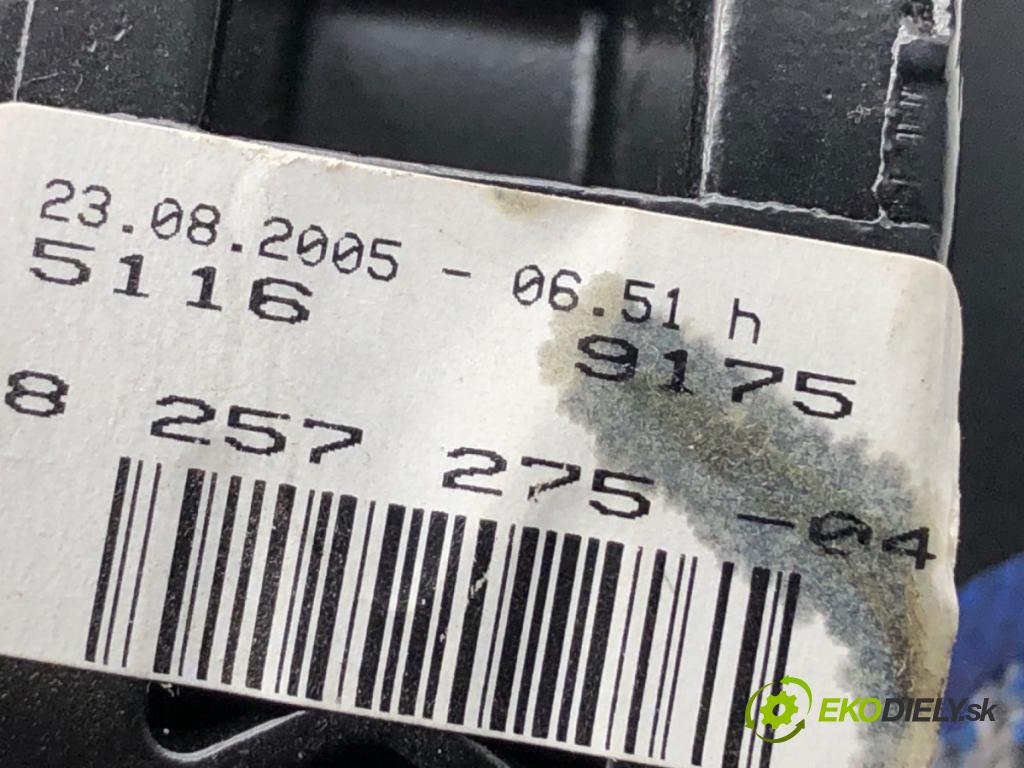 23.08.2005 - 06.51 h
5116 9175
8 257 275 -04
EKODIELY.sk